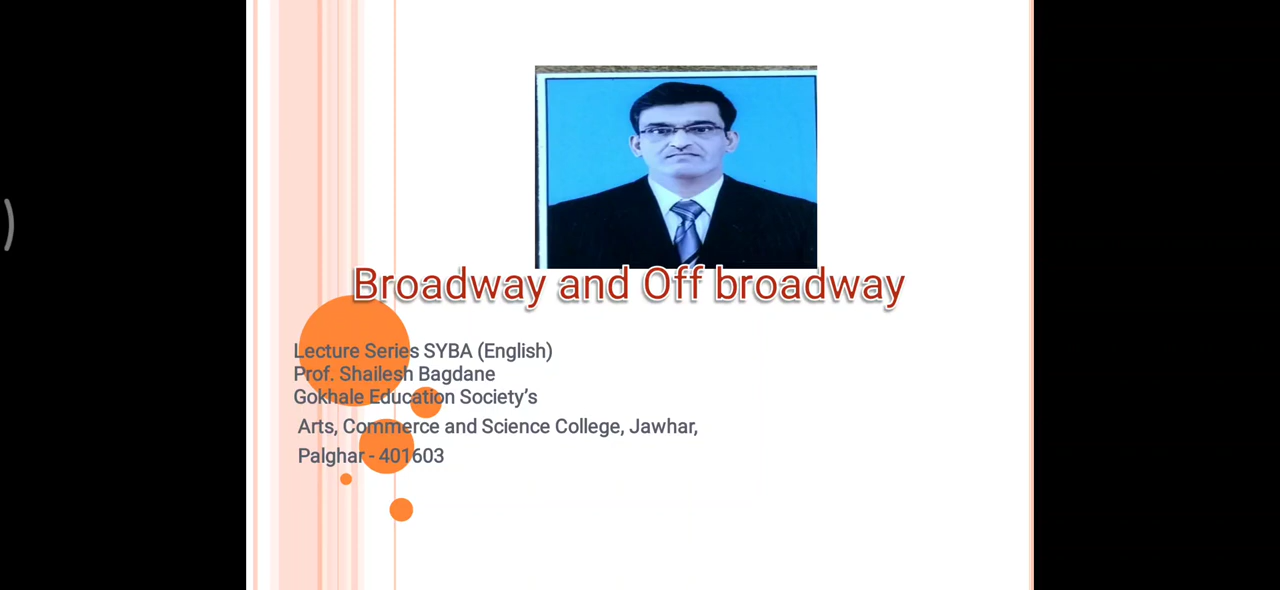 Broadway and Off broadway
Lecture Series SYBA (English)
Prof. Shailesh Bagdane
Gokhale Education Society’s
Arts, Commerce and Science College, Jawhar,
Palghar - 401603